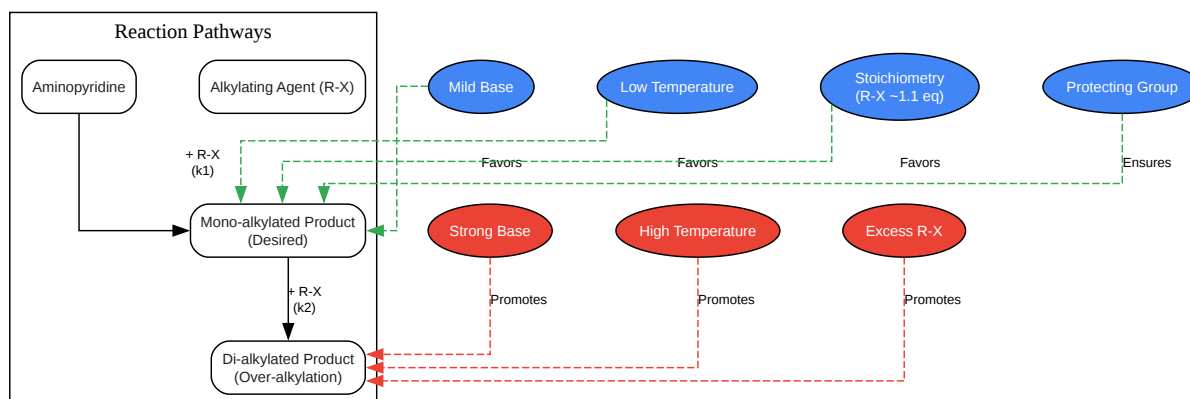 Reaction Pathways
Aminopyridine
Alkylating Agent (R-X)
Mild Base
Low Temperature
Stoichiometry
(R-X ~1.1 eq)
Protecting Group
+ R-X
(k1)
Favors
Favors
Favors
Ensures
Mono-alkylated Product
(Desired)
Strong Base
High Temperature
Excess R-X
+ R-X
(k2)
Promotes
Promotes
Promotes
Di-alkylated Product
(Over-alkylation)